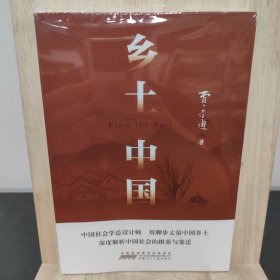 乡土中国
From the Soil
费孝通 著
中国社会学总设计师 用脚步丈量中国乡土
深度解析中国社会的根基与变迁